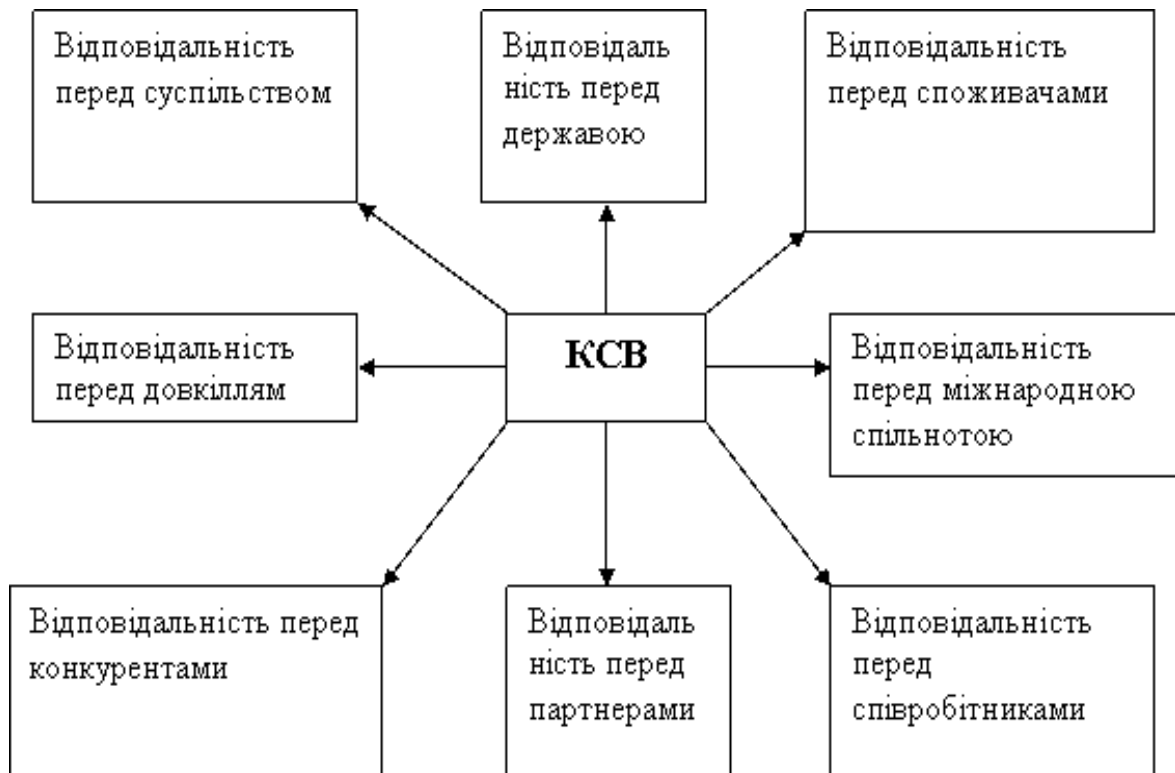 Відповідальність
перед суспільством
Відповідаль
ність перед
державою
Відповідальність
перед споживачами
Відповідальність
перед довкіллям
КСВ
Відповідальність
перед міжнародною
спільнотою
Відповідальність перед
конкурентами
Відповідаль
ність перед
партнерами
Відповідальність
перед
співробітниками